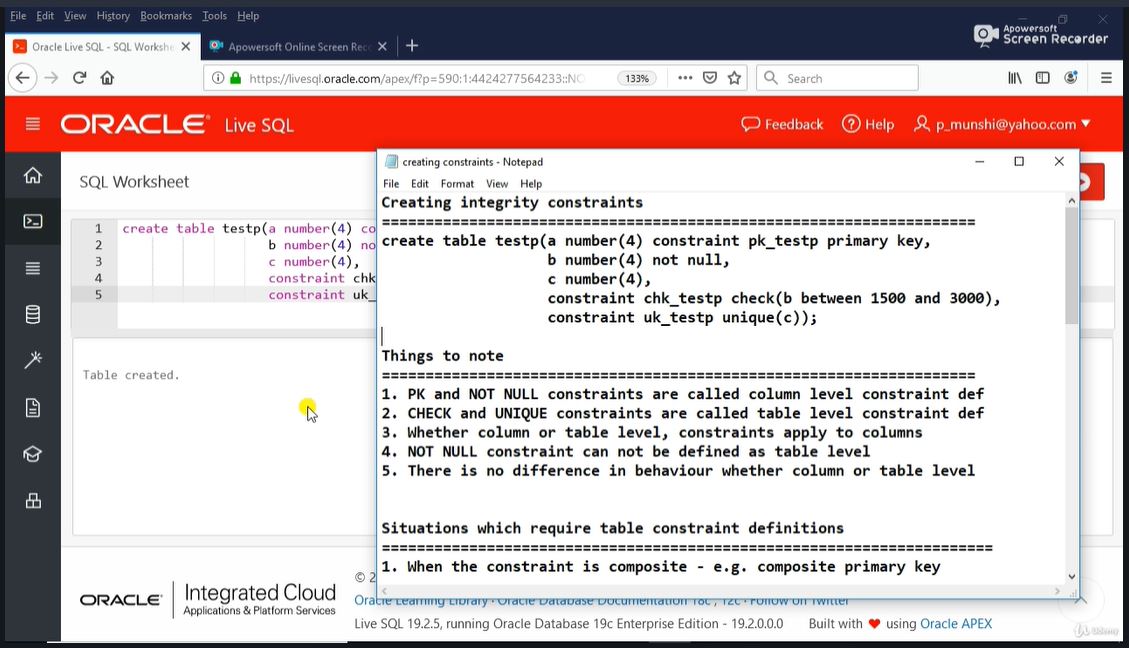 File Edit View History Bookmarks Tools Help
Apowersoft
Screen Recorder
Oracle Live SQL - SQL Workshe
Apowersoft Online Screen Rec
https://livesql.oracle.com/apex/f?p=590:1:4424277564233::NO
133%
Search
ORACLE Live SQL
Feedback Help p_munshi@yahoo.com
SQL Worksheet
1 create table testp(a number(4) co
2 b number(4) no
3 c number(4),
4 constraint chk
5 constraint uk_
Table created.
creating constraints - Notepad
File Edit Format View Help
Creating integrity constraints
====================================================================
create table testp(a number(4) constraint pk_testp primary key,
b number(4) not null,
c number(4),
constraint chk_testp check(b between 1500 and 3000),
constraint uk_testp unique(c));
Things to note
====================================================================
1. PK and NOT NULL constraints are called column level constraint def
2. CHECK and UNIQUE constraints are called table level constraint def
3. Whether column or table level, constraints apply to columns
4. NOT NULL constraint can not be defined as table level
5. There is no difference in behaviour whether column or table level
Situations which require table constraint definitions
======================================================================
1. When the constraint is composite - e.g. composite primary key
ORACLE Integrated Cloud
Applications & Platform Services
© 2
Oracle Learning Library · Oracle Database Documentation 18c , 12c · Follow on Twitter
Live SQL 19.2.5, running Oracle Database 19c Enterprise Edition - 19.2.0.0.0 Built with ❤ using Oracle APEX
Udemy